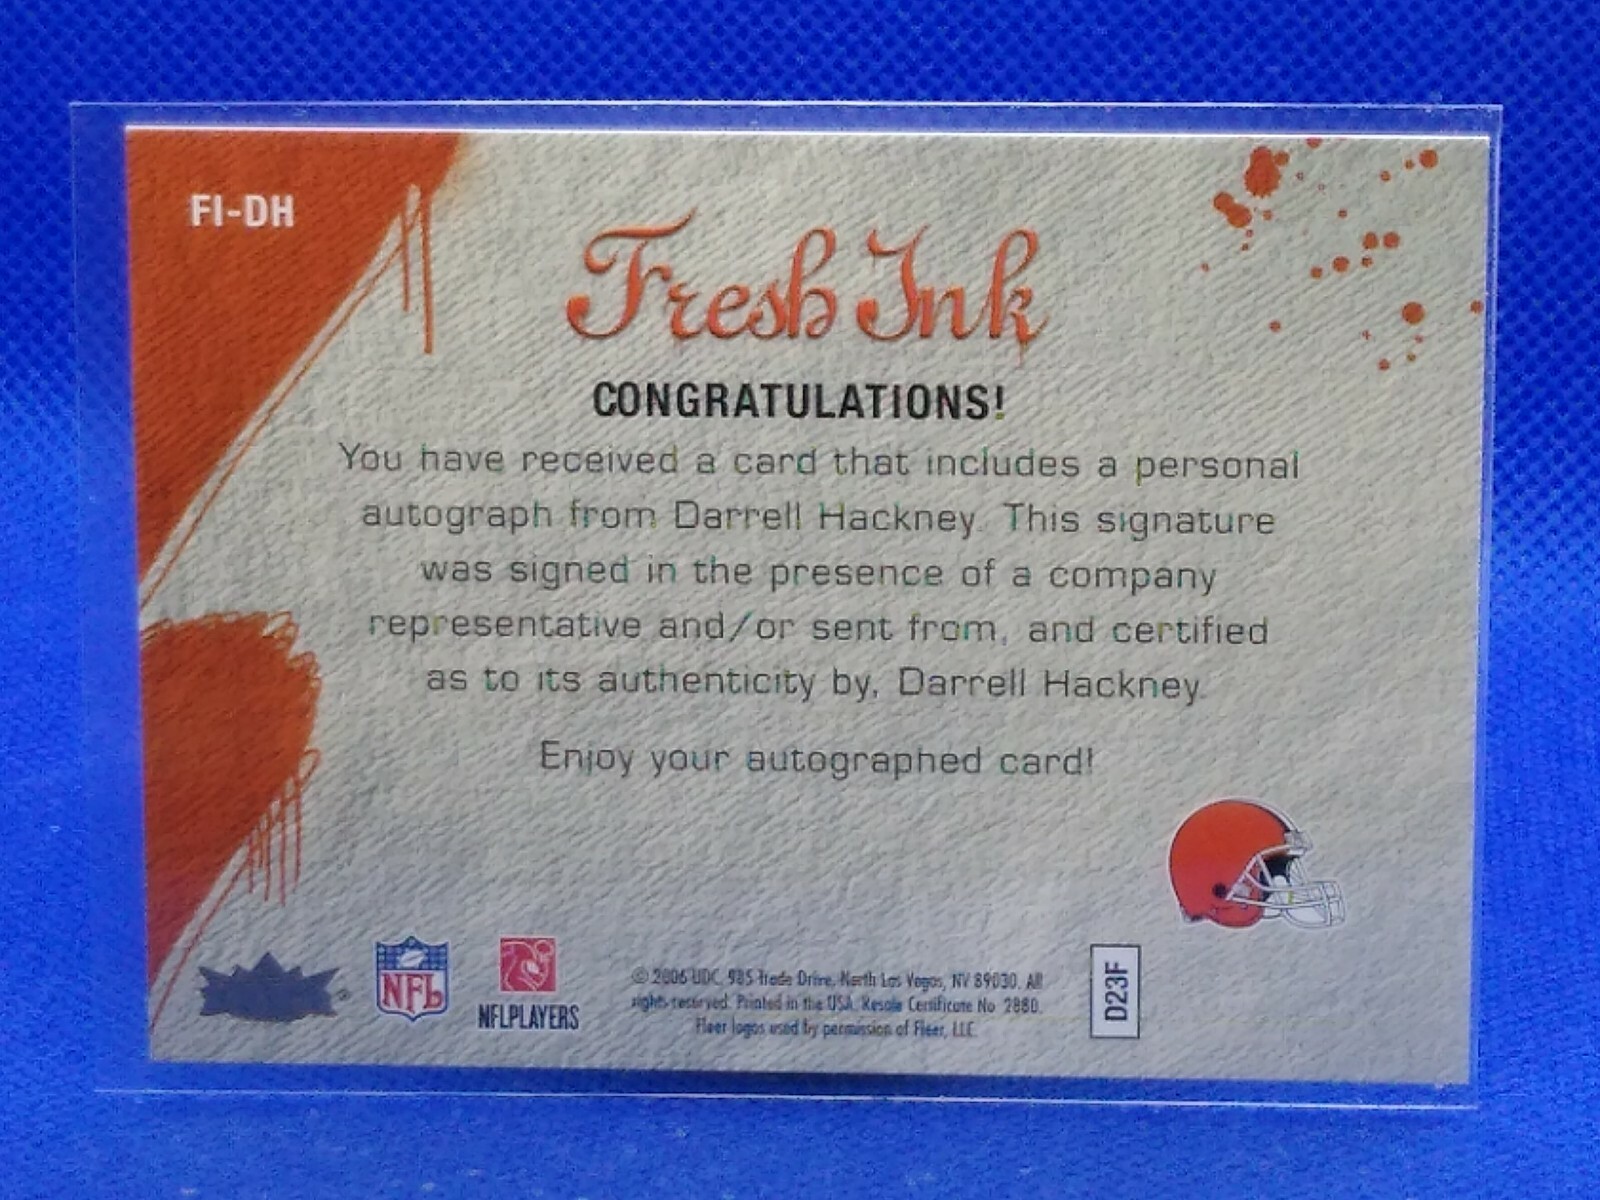 FI-DH
Fresh Ink
CONGRATULATIONS!
You have received a card that includes a personal
autograph from Darrell Hackney. This signature
was signed in the presence of a company
representative and/or sent from, and certified
as to its authenticity by, Darrell Hackney.
Enjoy your autographed card!
NFL
NFLPLAYERS
© 2006 UDC, 985 Trade Drive, North Las Vegas, NV 89030. All
rights reserved. Printed in the USA. Resale Certificate No. 2880.
Fleer logos used by permission of Fleer, LLC.
D23F